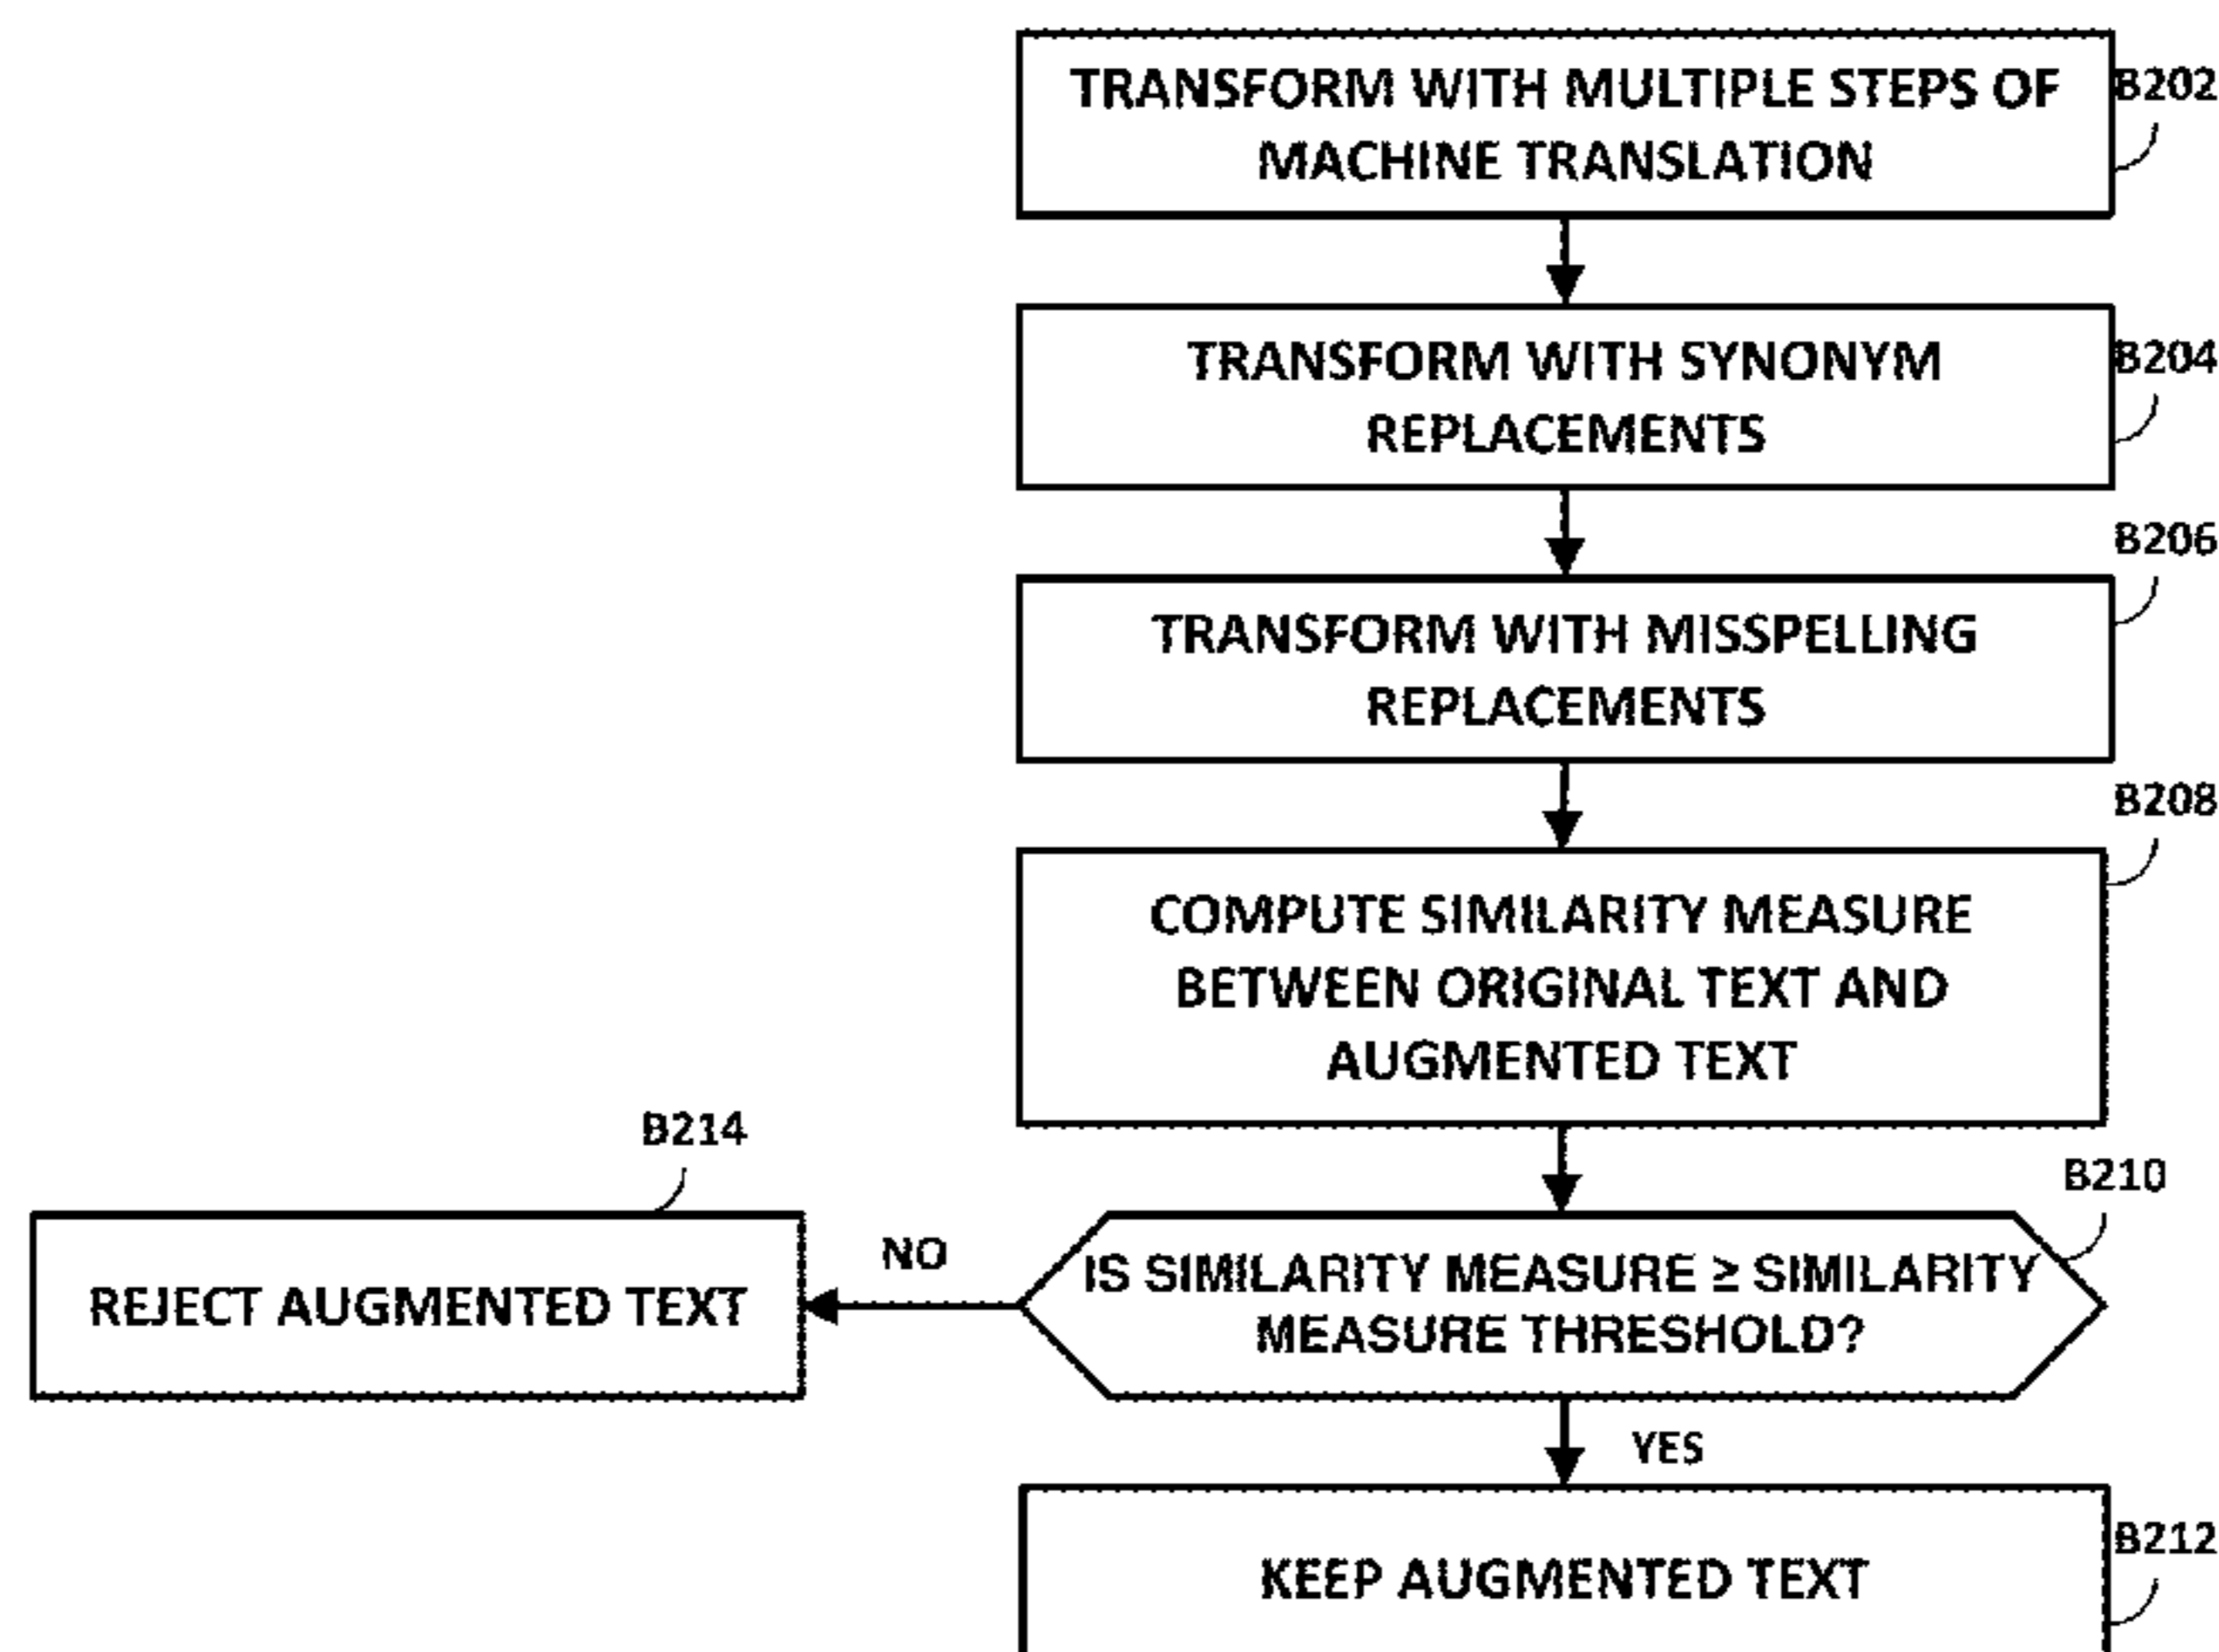 TRANSFORM WITH MULTIPLE STEPS OF
MACHINE TRANSLATION
B202
TRANSFORM WITH SYNONYM
REPLACEMENTS
B204
B206
TRANSFORM WITH MISSPELLING
REPLACEMENTS
B208
COMPUTE SIMILARITY MEASURE
BETWEEN ORIGINAL TEXT AND
AUGMENTED TEXT
B214
B210
REJECT AUGMENTED TEXT
NO
IS SIMILARITY MEASURE ≥ SIMILARITY
MEASURE THRESHOLD?
YES
B212
KEEP AUGMENTED TEXT